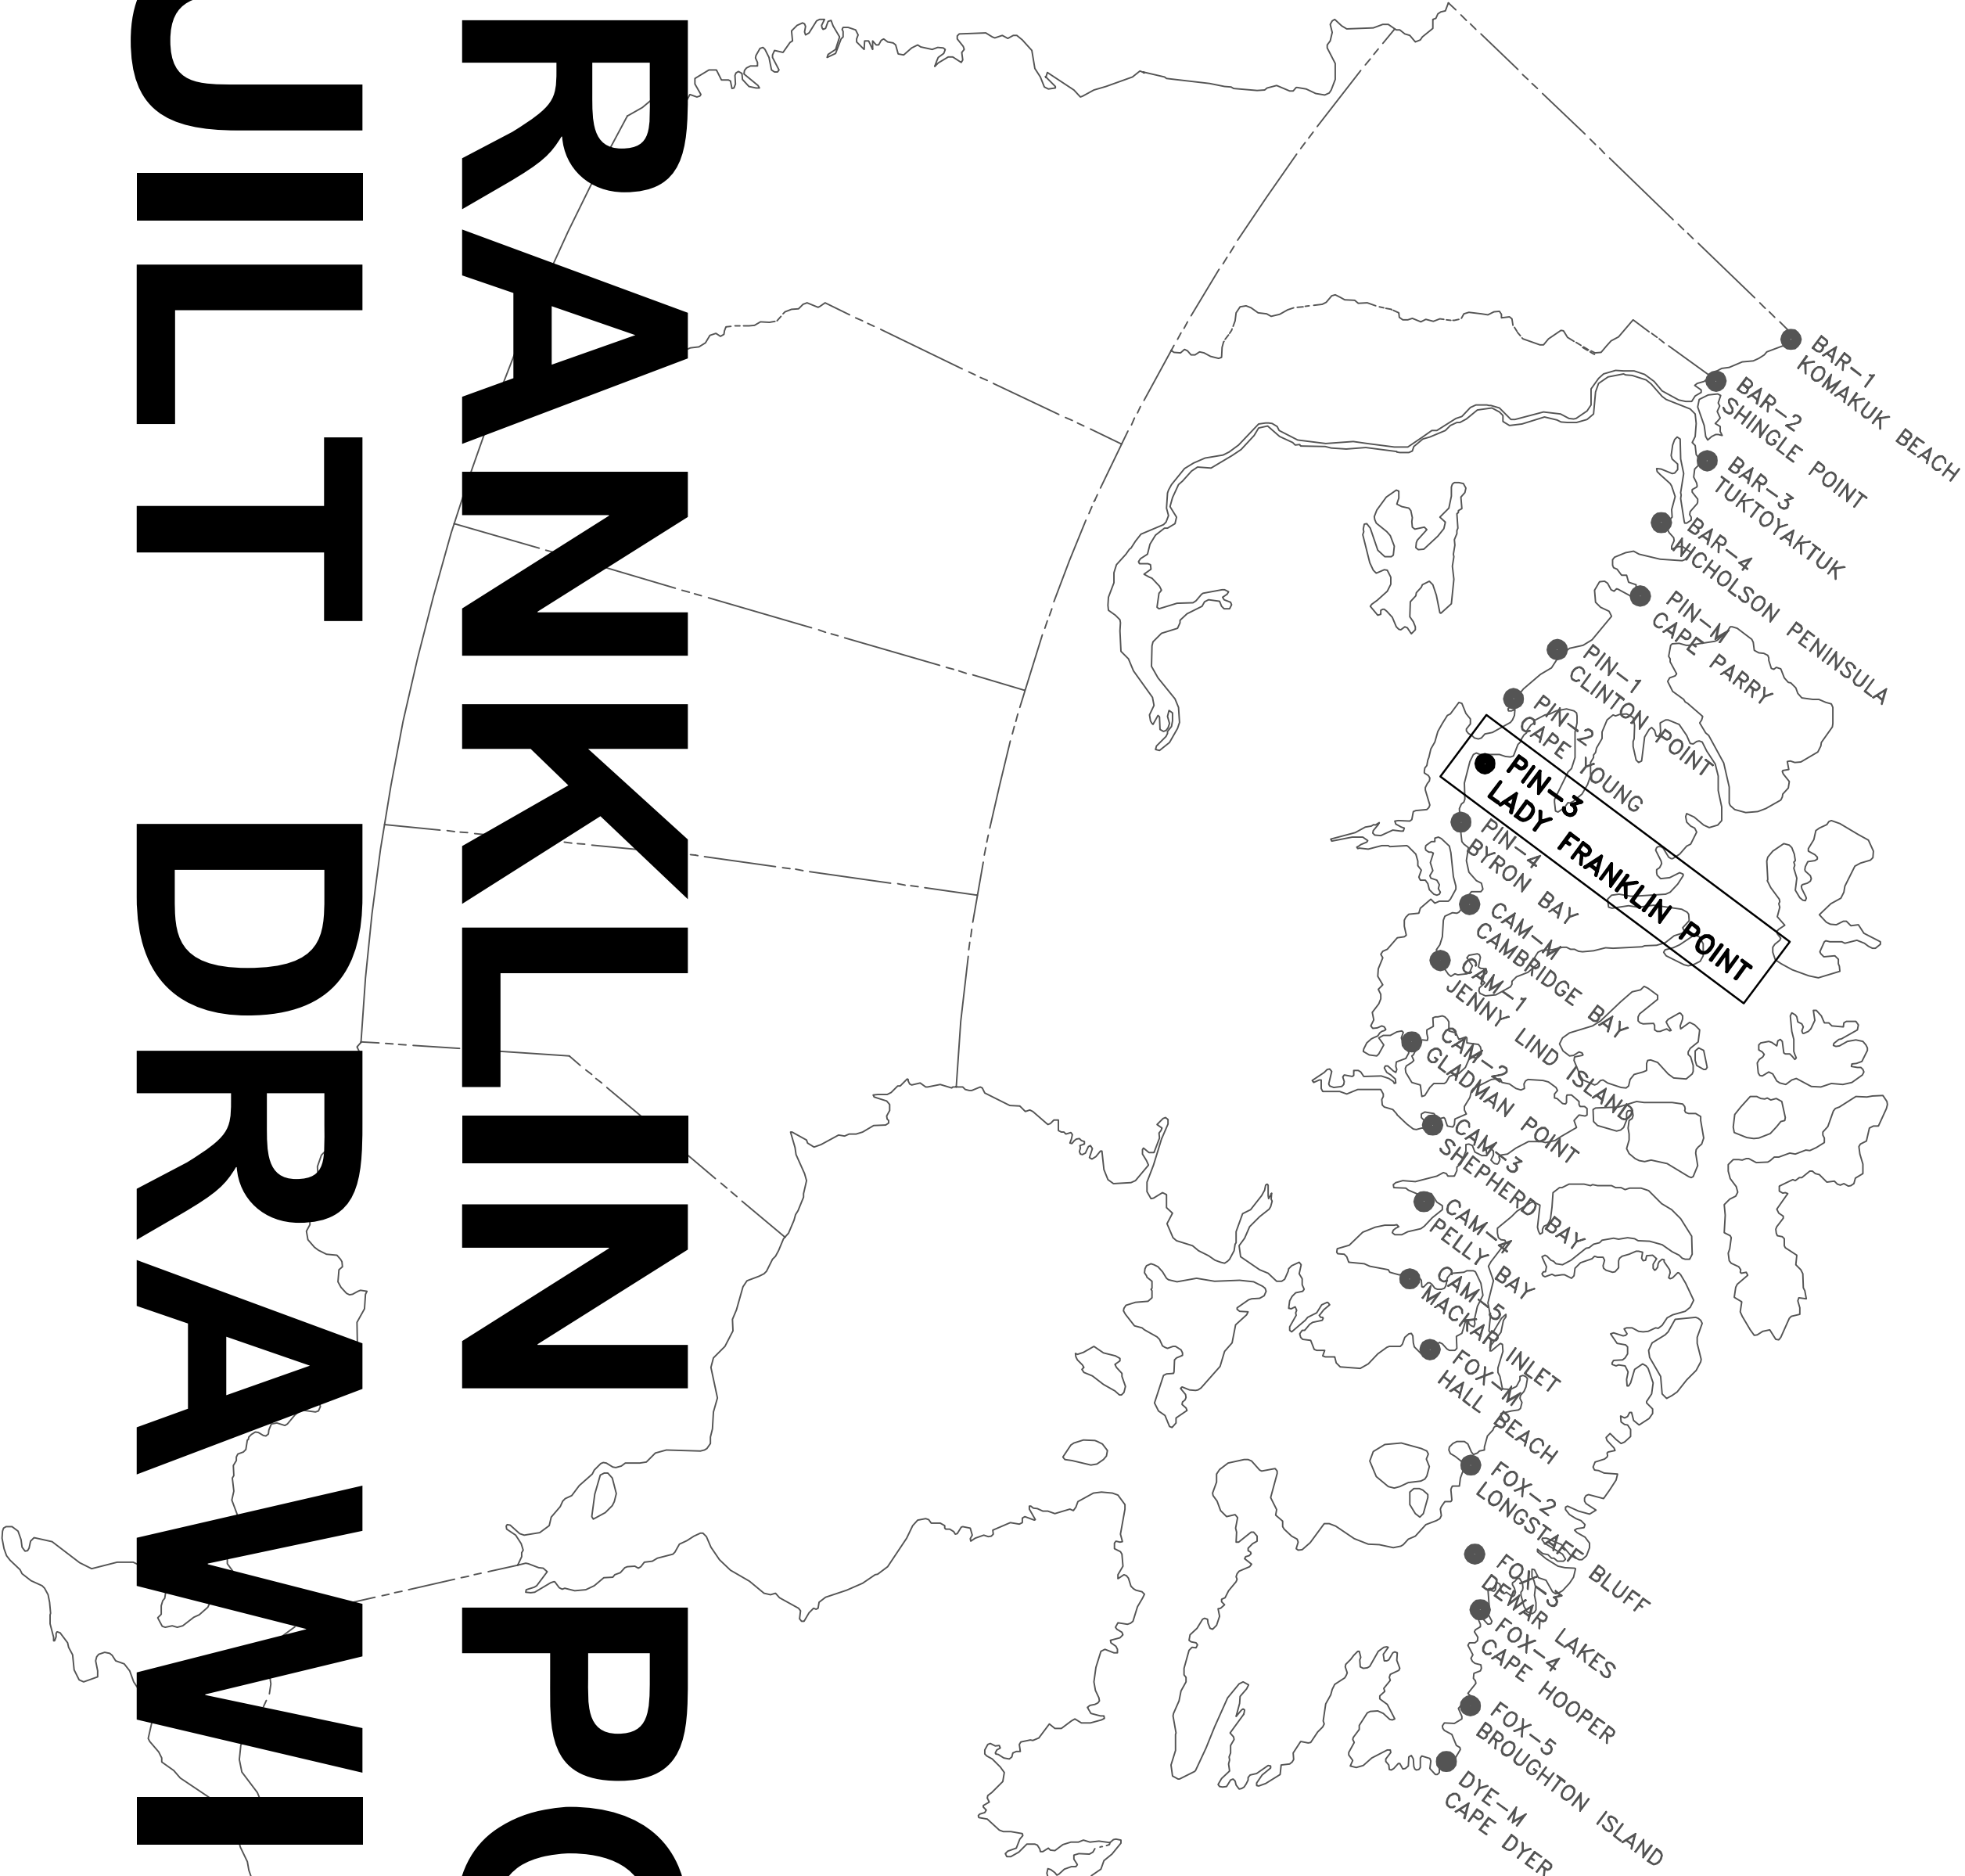 RANKLIN PO
UILT DRAWI
BAR-1
KOMAKUK BEACH
BAR-2
SHINGLE POINT
BAR-3
TUKTOYAKTUK
BAR-4
NICHOLSON PENINSULA
PIN-M
CAPE PARRY
PIN-1
CLINTON POINT
PIN-2
CAPE YOUNG
PIN-3
LADY FRANKLIN POINT
PIN-4
BYRON BAY
CAM-M
CAMBRIDGE BAY
CAM-1
JENNY LIND ISLAND
CAM-2
GLADMAN POINT
CAM-3
SHEPHERD BAY
CAM-4
PELLY BAY
CAM-5
MACKAR INLET
FOX-M
HALL BEACH
FOX-2
LONGSTAFF BLUFF
FOX-3
DEWAR LAKES
FOX-4
CAPE HOOPER
FOX-5
BROUGHTON ISLAND
DYE-M
CAPE DYER